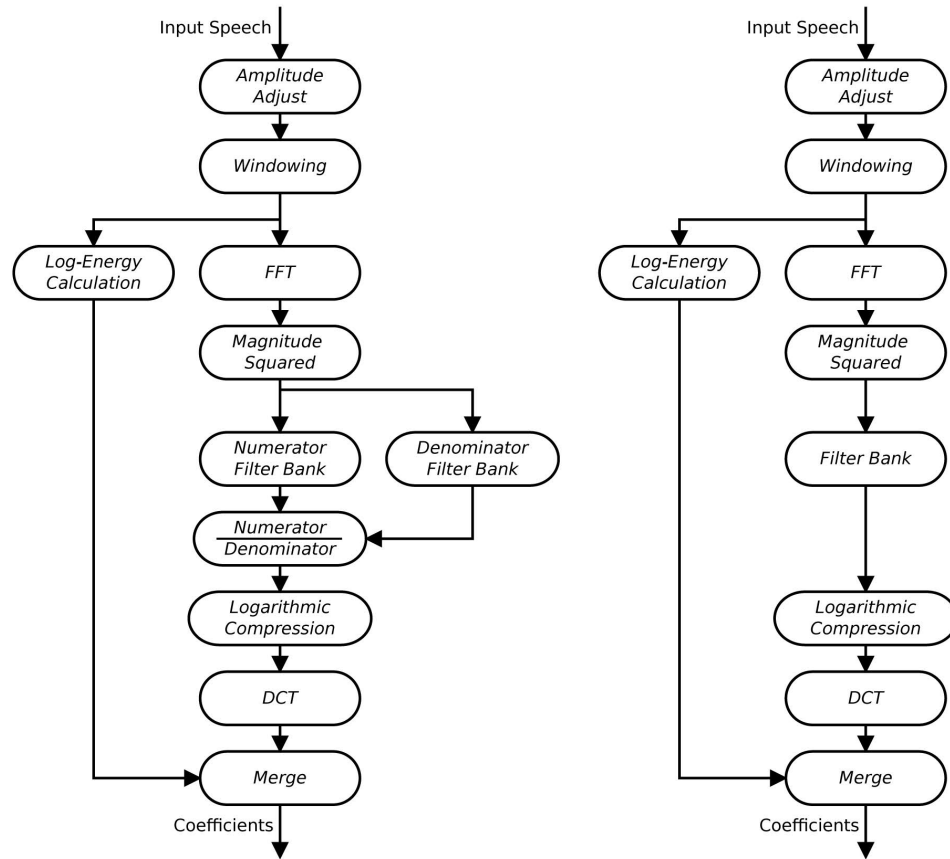 Input Speech
Amplitude
Adjust
Windowing
Log-Energy
Calculation
FFT
Magnitude
Squared
Numerator
Filter Bank
Denominator
Filter Bank
Numerator
Denominator
Logarithmic
Compression
DCT
Merge
Coefficients
Input Speech
Amplitude
Adjust
Windowing
Log-Energy
Calculation
FFT
Magnitude
Squared
Filter Bank
Logarithmic
Compression
DCT
Merge
Coefficients